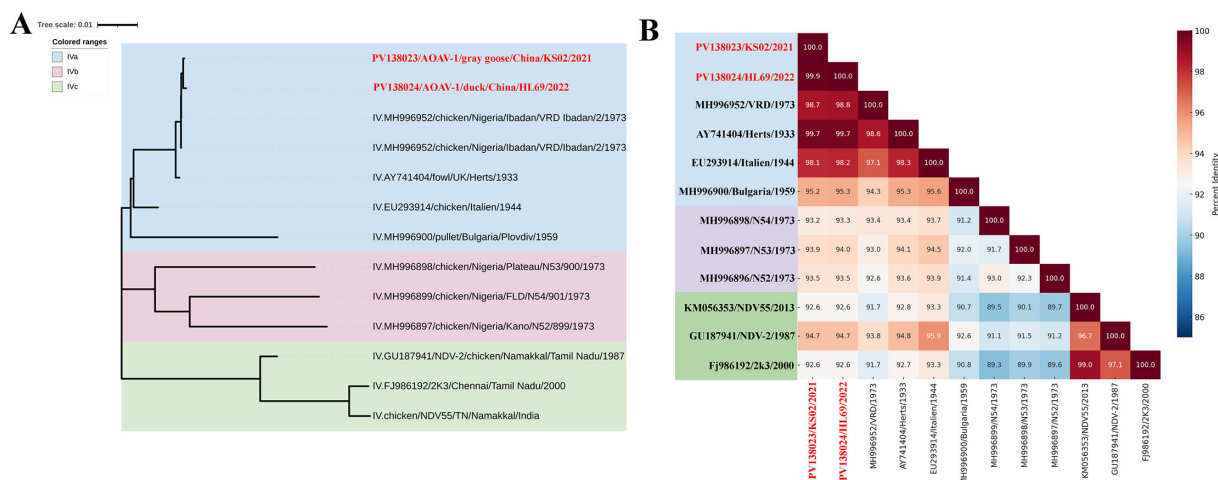 A
Tree scale: 0.01
Colored ranges
IVa
IVb
IVc
PV138023/AOAV-1/gray goose/China/KS02/2021
PV138024/AOAV-1/duck/China/HL69/2022
IV.MH996952/chicken/Nigeria/Ibadan/VRD Ibadan/2/1973
IV.MH996952/chicken/Nigeria/Ibadan/VRD/Ibadan/2/1973
IV.AY741404/fowl/UK/Herts/1933
IV.EU293914/chicken/Italien/1944
IV.MH996900/pullet/Bulgaria/Plovdiv/1959
IV.MH996898/chicken/Nigeria/Plateau/N53/900/1973
IV.MH996899/chicken/Nigeria/FLD/N54/901/1973
IV.MH996897/chicken/Nigeria/Kano/N52/899/1973
IV.GU187941/NDV-2/chicken/Namakkal/Tamil Nadu/1987
IV.FJ986192/2K3/Chennai/Tamil Nadu/2000
IV.chicken/NDV55/TN/Namakkal/India
B
PV138023/KS02/2021 100.0
PV138024/HL69/2022 99.9 100.0
MH996952/VRD/1973 98.7 98.8 100.0
AY741404/Herts/1933 99.7 99.7 98.6 100.0
EU293914/Italien/1944 98.1 98.2 97.1 98.3 100.0
MH996900/Bulgaria/1959 95.2 95.3 94.3 95.3 95.6 100.0
MH996898/N54/1973 93.2 93.3 93.4 93.4 93.7 91.2 100.0
MH996897/N53/1973 93.9 94.0 93.0 94.1 94.5 92.0 91.7 100.0
MH996896/N52/1973 93.5 93.5 92.6 93.6 93.9 91.4 93.0 92.3 100.0
KM056353/NDV55/2013 92.6 92.6 91.7 92.8 93.3 90.7 89.5 90.1 89.7 100.0
GU187941/NDV-2/1987 94.7 94.7 93.8 94.8 95.9 92.6 91.1 91.5 91.2 96.7 100.0
Fj986192/2k3/2000 92.6 92.6 91.7 92.7 93.3 90.8 89.3 89.9 89.6 99.0 97.1 100.0
PV138023/KS02/2021
PV138024/HL69/2022
MH996952/VRD/1973
AY741404/Herts/1933
EU293914/Italien/1944
MH996900/Bulgaria/1959
MH996899/N54/1973
MH996898/N53/1973
MH996897/N52/1973
KM056353/NDV55/2013
GU187941/NDV-2/1987
FJ986192/2K3/2000
100
98
96
94
92
90
88
86
Percent Identity